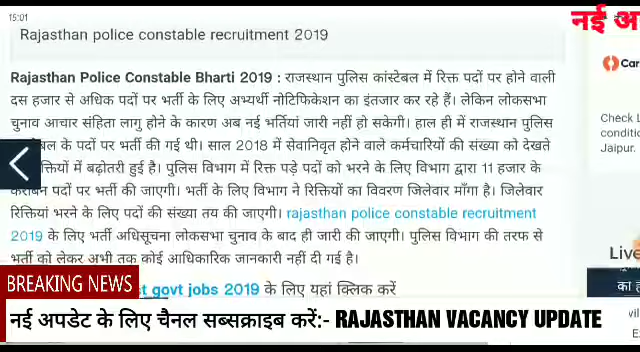 15:01
नई अ
Rajasthan police constable recruitment 2019
Rajasthan Police Constable Bharti 2019 : राजस्थान पुलिस कांस्टेबल में रिक्त पदों पर होने वाली
दस हजार से अधिक पदों पर भर्ती के लिए अभ्यर्थी नोटिफिकेशन का इंतजार कर रहे हैं। लेकिन लोकसभा
चुनाव आचार संहिता लागु होने के कारण अब नई भर्तियां जारी नहीं हो सकेगी। हाल ही में राजस्थान पुलिस
बल के पदों पर भर्ती की गई थी। साल 2018 में सेवानिवृत होने वाले कर्मचारियों की संख्या को देखते
क्तियों में बढ़ोतरी हुई है। पुलिस विभाग में रिक्त पड़े पदों को भरने के लिए विभाग द्वारा 11 हजार के
करीबन पदों पर भर्ती की जाएगी। भर्ती के लिए विभाग ने रिक्तियों का विवरण जिलेवार माँगा है। जिलेवार
रिक्तियां भरने के लिए पदों की संख्या तय की जाएगी। rajasthan police constable recruitment
2019 के लिए भर्ती अधिसूचना लोकसभा चुनाव के बाद ही जारी की जाएगी। पुलिस विभाग की तरफ से
भर्ती को लेकर अभी तक कोई आधिकारिक जानकारी नहीं दी गई है।
t govt jobs 2019 के लिए यहां क्लिक करें
Car
Check L
conditic
Jaipur.
Live
BREAKING NEWS
नई अपडेट के लिए चैनल सब्सक्राइब करें:- RAJASTHAN VACANCY UPDATE